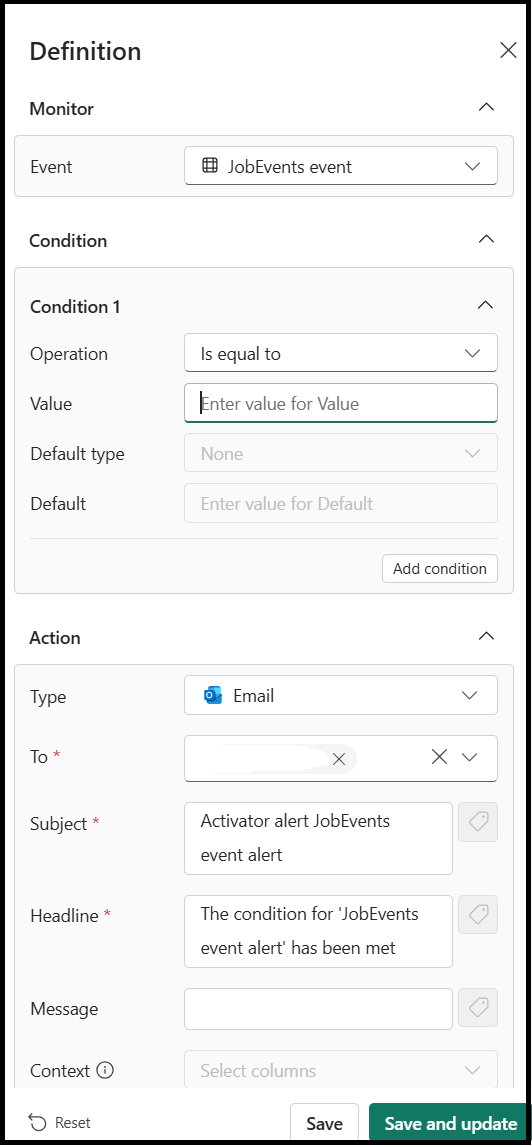 Definition
Monitor
Event JobEvents event
Condition
Condition 1
Operation Is equal to
Value Enter value for Value
Default type None
Default Enter value for Default
Add condition
Action
Type Email
To *
Subject * Activator alert JobEvents
event alert
Headline * The condition for 'JobEvents
event alert' has been met
Message
Context Select columns
Reset Save Save and update